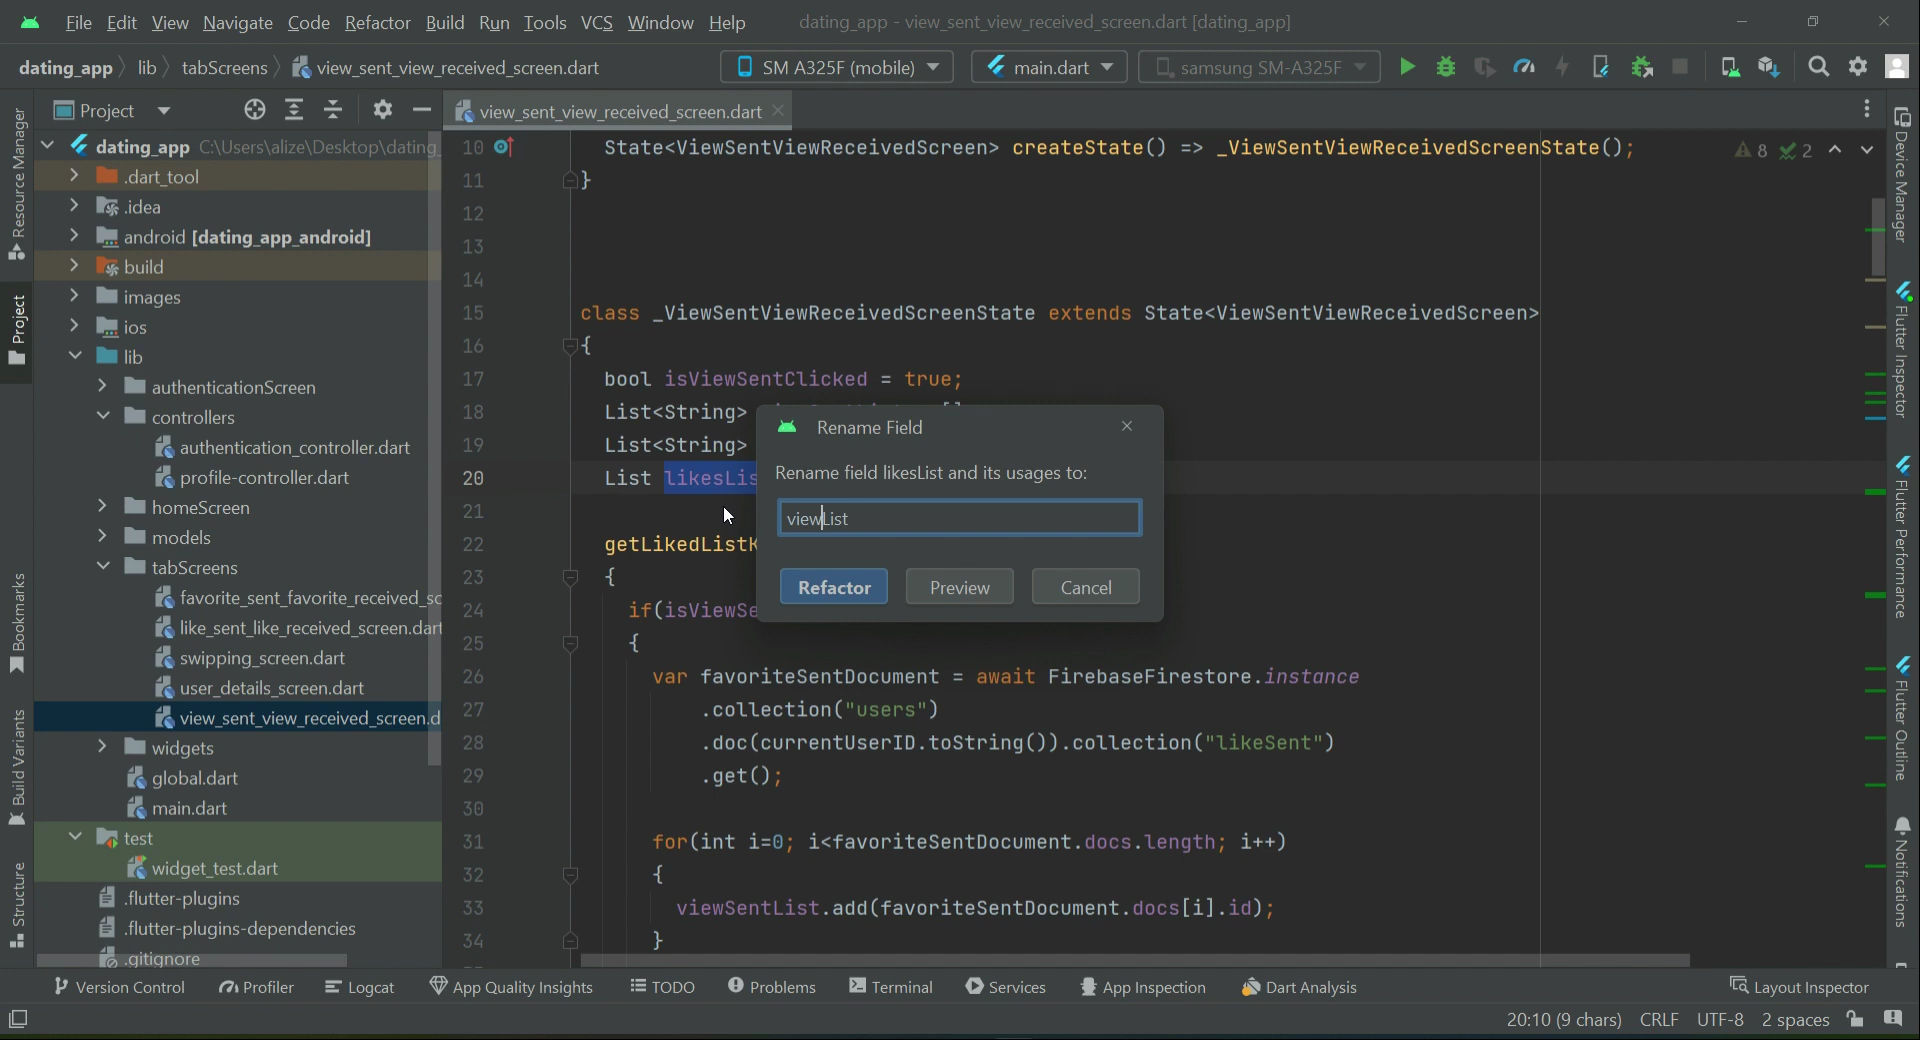 File Edit View Navigate Code Refactor Build Run Tools VCS Window Help dating_app - view_sent_view_received_screen.dart [dating_app]
dating_app lib tabScreens view_sent_view_received_screen.dart SM A325F (mobile) main.dart samsung SM-A325F
Project view_sent_view_received_screen.dart
Resource Manager
Project
Bookmarks
Build Variants
Structure
dating_app C:\Users\alize\Desktop\dating_
.dart_tool
.idea
android [dating_app_android]
build
images
ios
lib
authenticationScreen
controllers
authentication_controller.dart
profile-controller.dart
homeScreen
models
tabScreens
favorite_sent_favorite_received_sc
like_sent_like_received_screen.dart
swipping_screen.dart
user_details_screen.dart
view_sent_view_received_screen.d
widgets
global.dart
main.dart
test
widget_test.dart
.flutter-plugins
.flutter-plugins-dependencies
.gitignore
10 State<ViewSentViewReceivedScreen> createState() => _ViewSentViewReceivedScreenState(); 8 2
11 }
12
13
14
15 class _ViewSentViewReceivedScreenState extends State<ViewSentViewReceivedScreen>
16 {
17 bool isViewSentClicked = true;
18 List<String>
19 List<String>
20 List likesLis
21
22 getLikedListK
23 {
24 if(isViewSe
25 {
26 var favoriteSentDocument = await FirebaseFirestore.instance
27 .collection("users")
28 .doc(currentUserID.toString()).collection("likeSent")
29 .get();
30
31 for(int i=0; i<favoriteSentDocument.docs.length; i++)
32 {
33 viewSentList.add(favoriteSentDocument.docs[i].id);
34 }
Rename Field
Rename field likesList and its usages to:
viewList
Refactor Preview Cancel
Device Manager
Flutter Inspector
Flutter Performance
Flutter Outline
Notifications
Version Control Profiler Logcat App Quality Insights TODO Problems Terminal Services App Inspection Dart Analysis Layout Inspector
20:10 (9 chars) CRLF UTF-8 2 spaces